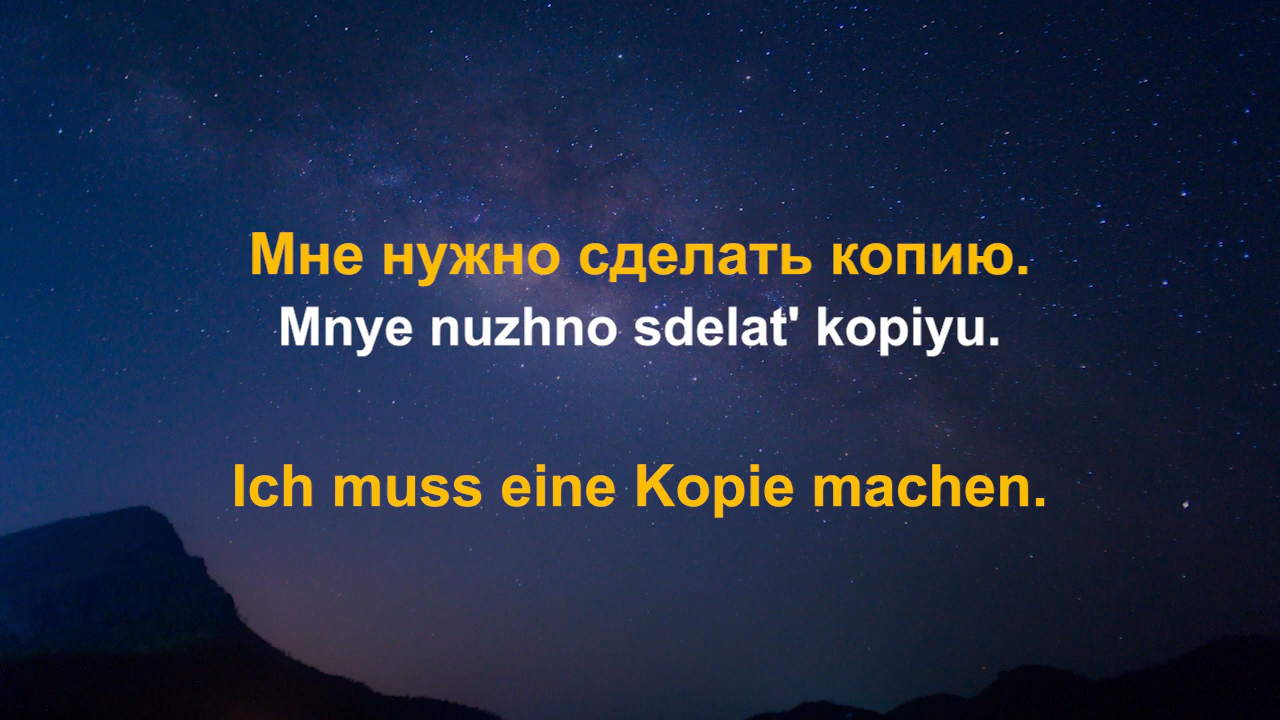 Мне нужно сделать копию.
Mnye nuzhno sdelat' kopiyu.
Ich muss eine Kopie machen.